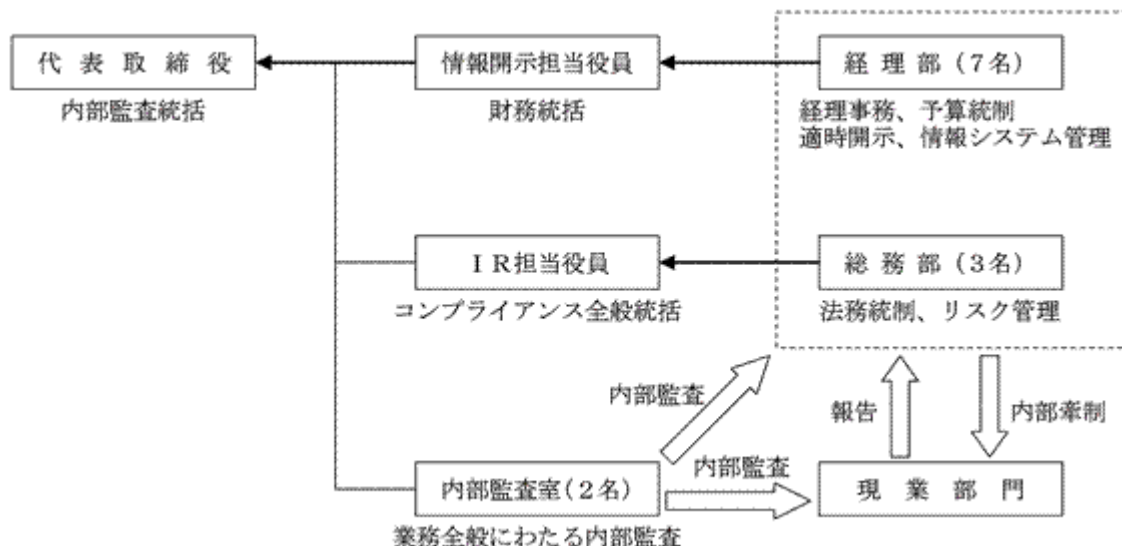 代表取締役
内部監査統括
情報開示担当役員
財務統括
経理部(7名)
経理事務、予算統制
適時開示、情報システム管理
IR担当役員
コンプライアンス全般統括
総務部(3名)
法務統制、リスク管理
内部監査
報告
内部牽制
内部監査室(2名)
業務全般にわたる内部監査
内部監査
現業部門